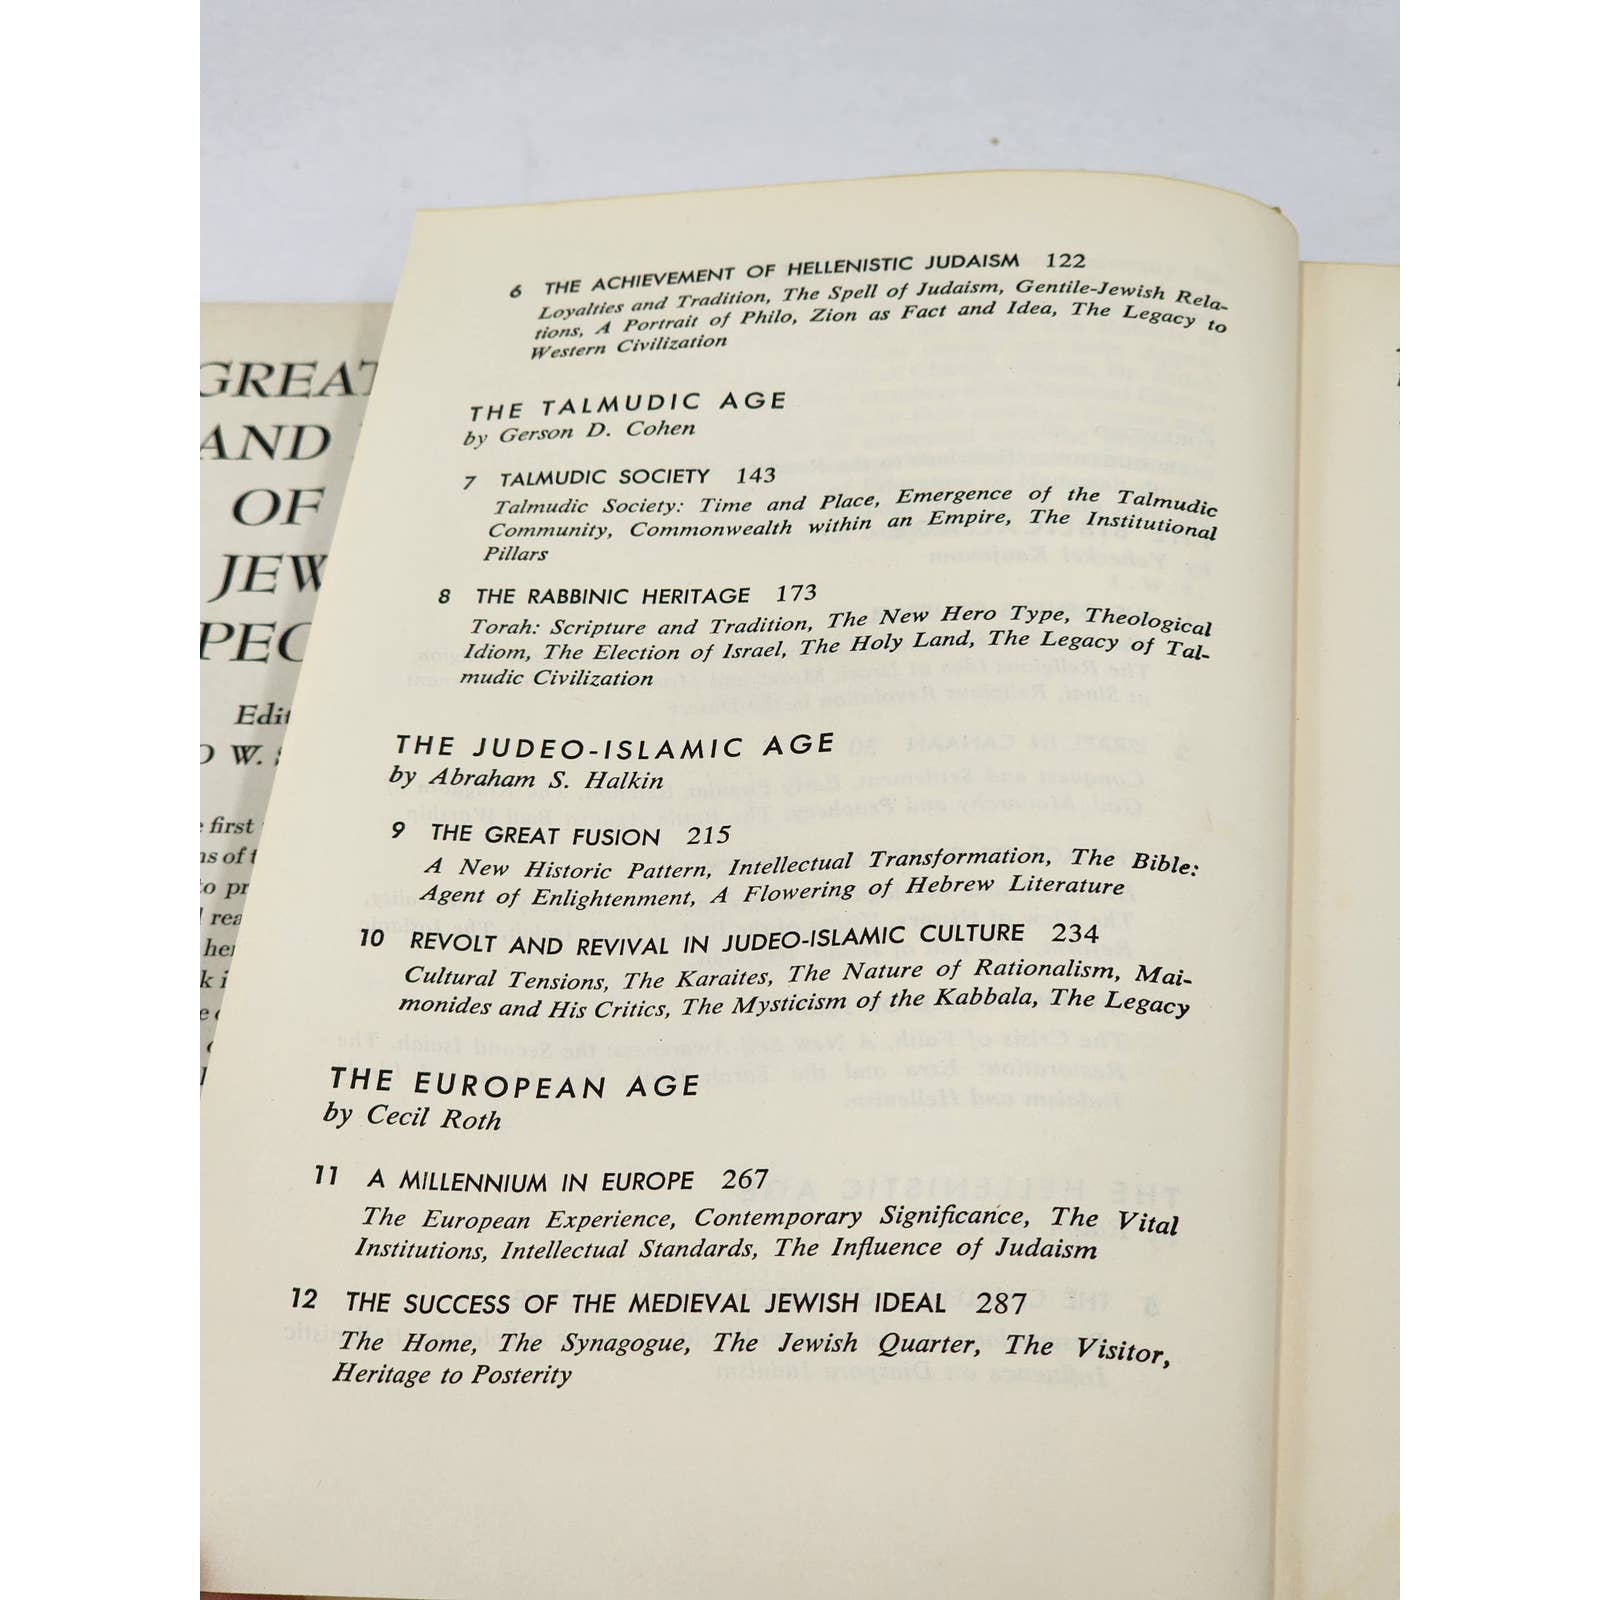 GREAT
AND
OF
JEW
PEO
Edit
D W. S
first
ns of t
to pr
rea
her
k i
6 THE ACHIEVEMENT OF HELLENISTIC JUDAISM 122
Loyalties and Tradition, The Spell of Judaism, Gentile-Jewish Rela-
tions, A Portrait of Philo, Zion as Fact and Idea, The Legacy to
Western Civilization
THE TALMUDIC AGE
by Gerson D. Cohen
7 TALMUDIC SOCIETY 143
Talmudic Society: Time and Place, Emergence of the Talmudic
Community, Commonwealth within an Empire, The Institutional
Pillars
8 THE RABBINIC HERITAGE 173
Torah: Scripture and Tradition, The New Hero Type, Theological
Idiom, The Election of Israel, The Holy Land, The Legacy of Tal-
mudic Civilization
THE JUDEO-ISLAMIC AGE
by Abraham S. Halkin
9 THE GREAT FUSION 215
A New Historic Pattern, Intellectual Transformation, The Bible:
Agent of Enlightenment, A Flowering of Hebrew Literature
10 REVOLT AND REVIVAL IN JUDEO-ISLAMIC CULTURE 234
Cultural Tensions, The Karaites, The Nature of Rationalism, Mai-
monides and His Critics, The Mysticism of the Kabbala, The Legacy
THE EUROPEAN AGE
by Cecil Roth
11 A MILLENNIUM IN EUROPE 267
The European Experience, Contemporary Significance, The Vital
Institutions, Intellectual Standards, The Influence of Judaism
12 THE SUCCESS OF THE MEDIEVAL JEWISH IDEAL 287
The Home, The Synagogue, The Jewish Quarter, The Visitor,
Heritage to Posterity